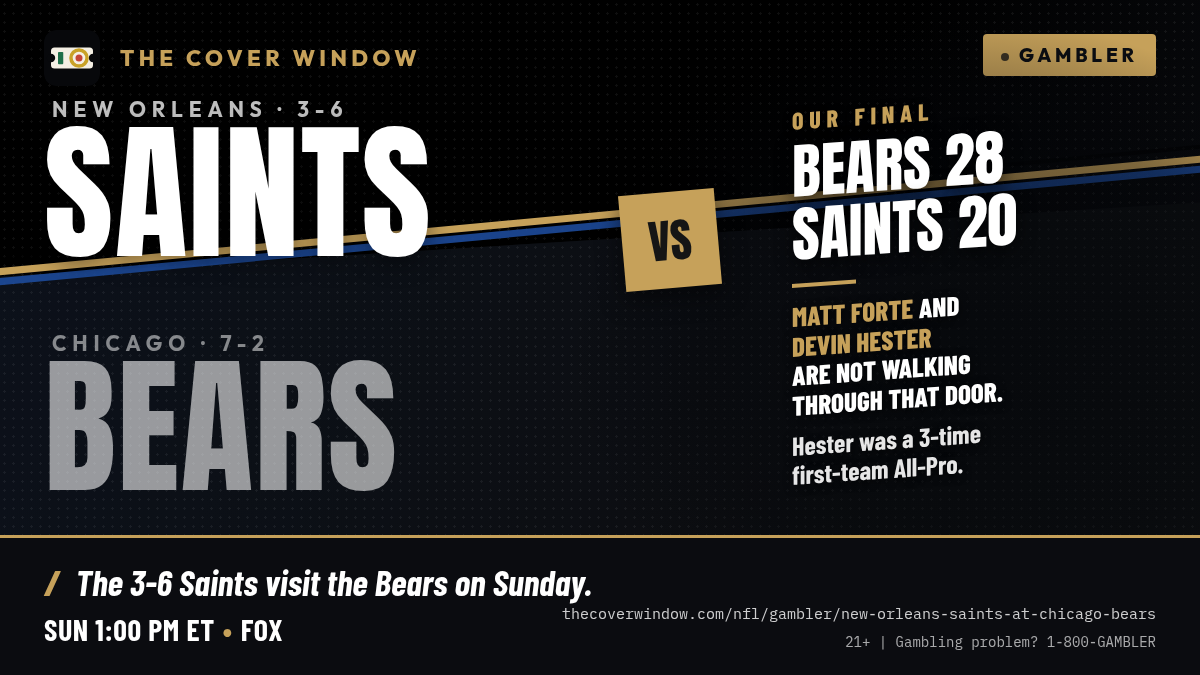 THE COVER WINDOW
• GAMBLER
NEW ORLEANS · 3-6
SAINTS
VS
CHICAGO · 7-2
BEARS
OUR FINAL
BEARS 28
SAINTS 20
MATT FORTE AND
DEVIN HESTER
ARE NOT WALKING
THROUGH THAT DOOR.
Hester was a 3-time
first-team All-Pro.
/ The 3-6 Saints visit the Bears on Sunday.
SUN 1:00 PM ET • FOX
thecoverwindow.com/nfl/gambler/new-orleans-saints-at-chicago-bears
21+ | Gambling problem? 1-800-GAMBLER